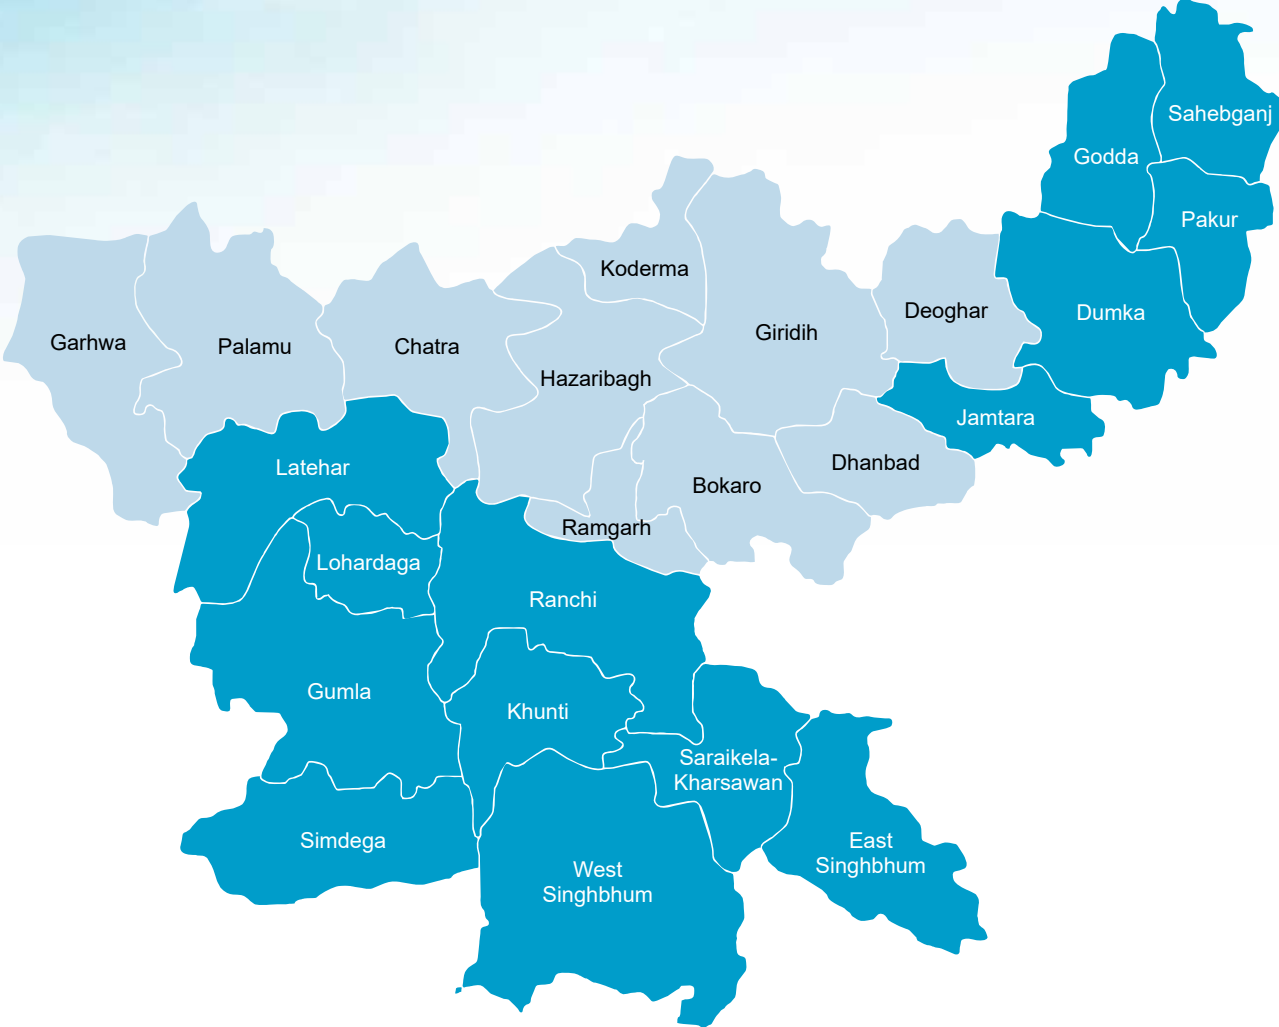 Sahebganj
Godda
Pakur
Koderma
Deoghar
Dumka
Giridih
Garhwa
Palamu
Chatra
Hazaribagh
Jamtara
Latehar
Dhanbad
Bokaro
Ramgarh
Lohardaga
Ranchi
Gumla
Khunti
Saraikela-
Kharsawan
Simdega
East
Singhbhum
West
Singhbhum